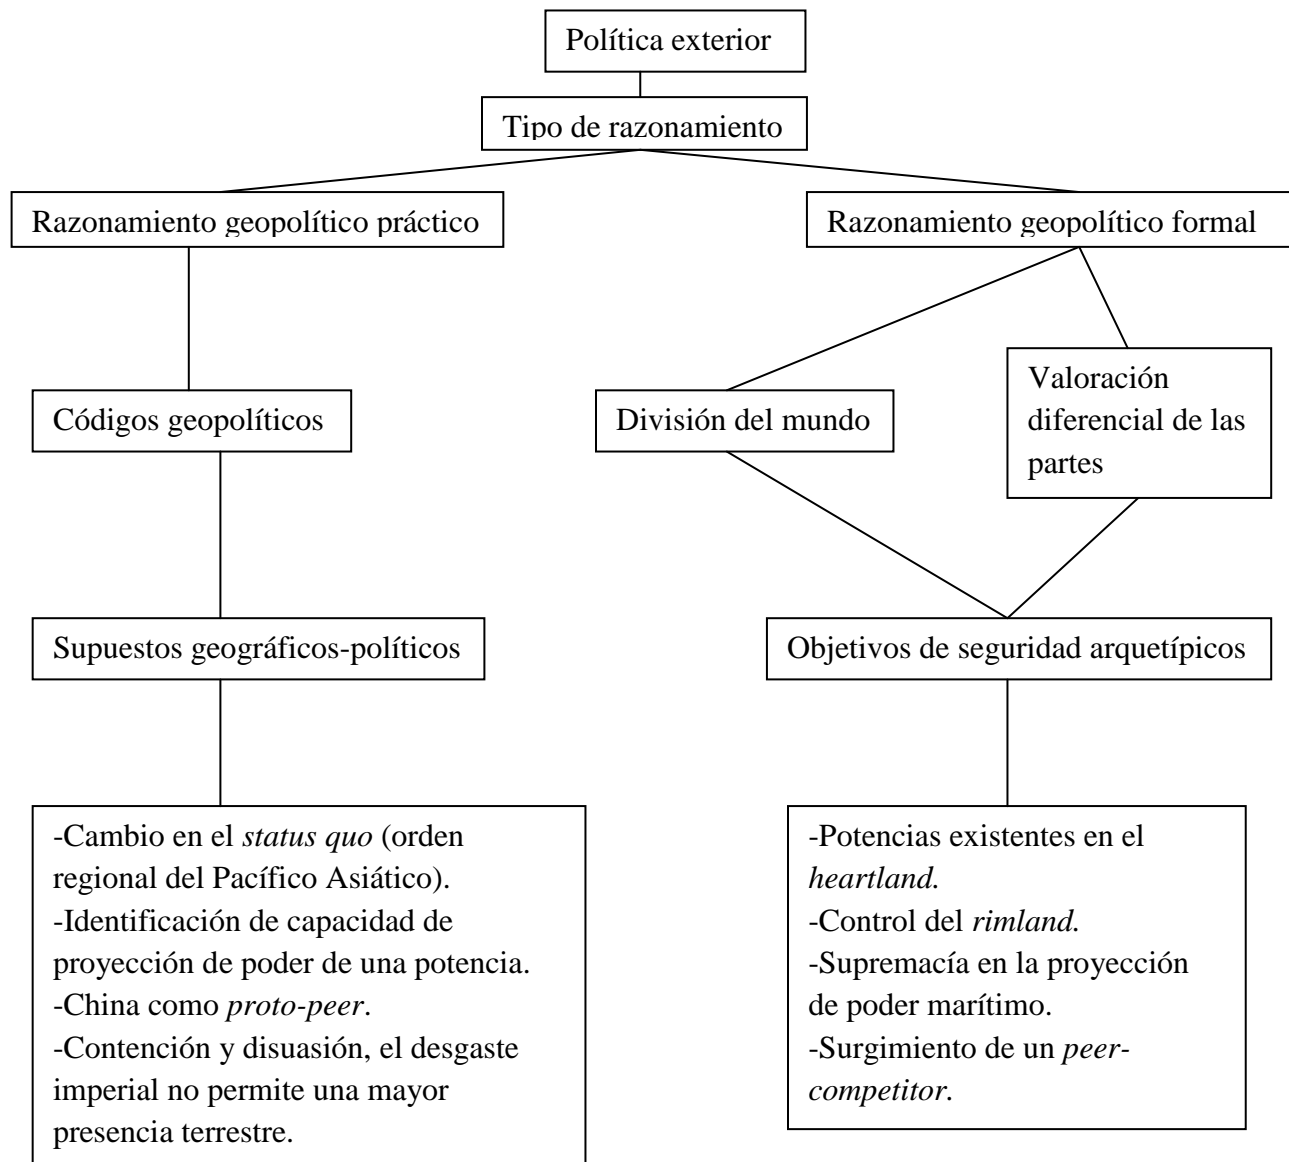 Política exterior
Tipo de razonamiento
Razonamiento geopolítico práctico
Razonamiento geopolítico formal
Códigos geopolíticos
División del mundo
Valoración
diferencial de las
partes
Supuestos geográficos-políticos
Objetivos de seguridad arquetípicos
-Cambio en el status quo (orden
regional del Pacífico Asiático).
-Identificación de capacidad de
proyección de poder de una potencia.
-China como proto-peer.
-Contención y disuasión, el desgaste
imperial no permite una mayor
presencia terrestre.
-Potencias existentes en el
heartland.
-Control del rimland.
-Supremacía en la proyección
de poder marítimo.
-Surgimiento de un peer-
competitor.